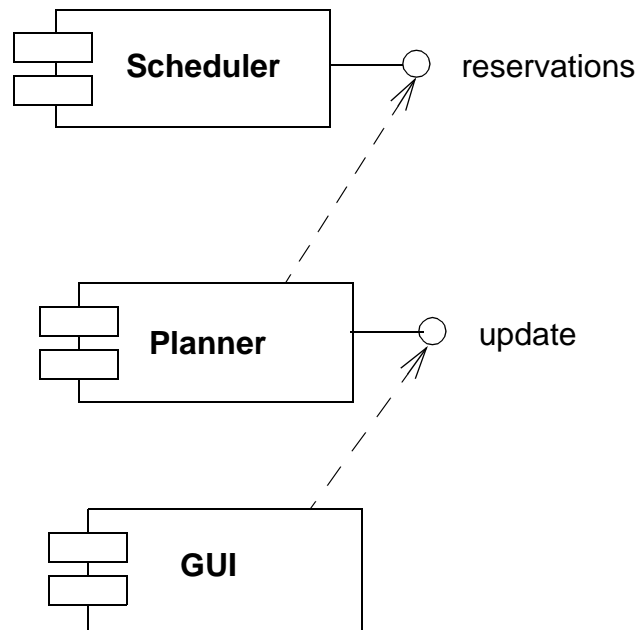 Scheduler
reservations
Planner
update
GUI